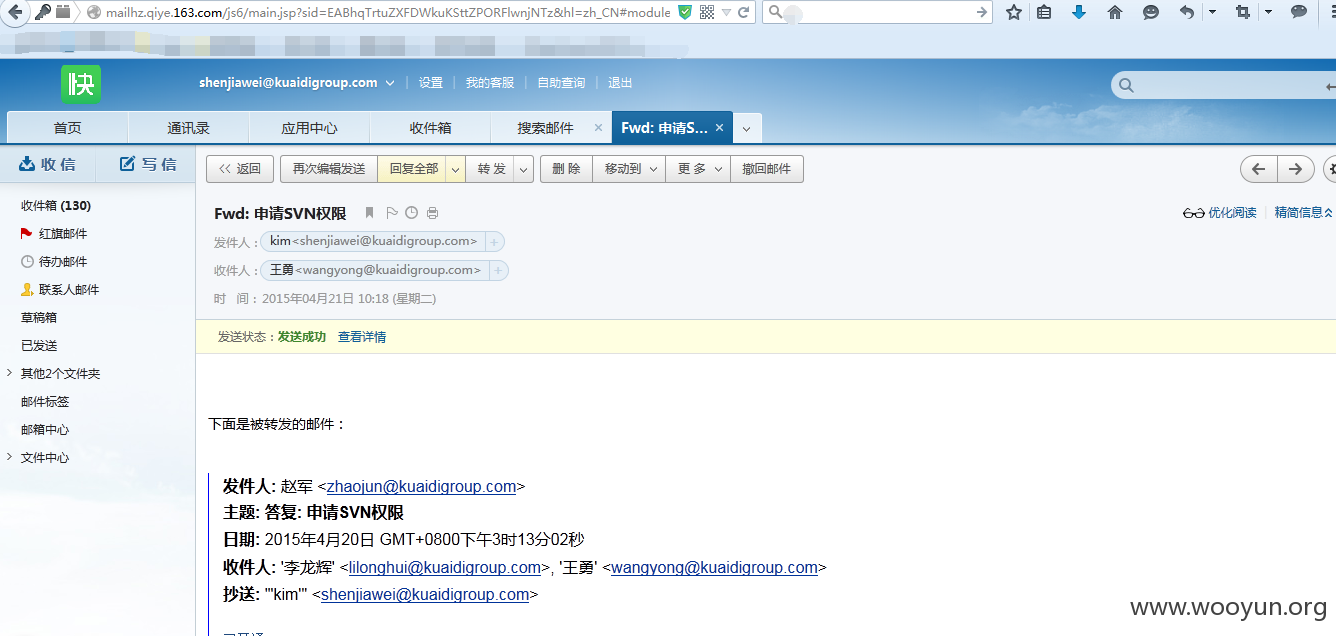 mailhz.qiye.163.com/js6/main.jsp?sid=EABhqTrtuZXFDWkuKSttZPORFlwnjNTz&hl=zh_CN#module
快 shenjiawei@kuaidigroup.com 设置 我的客服 自助查询 退出
首页 通讯录 应用中心 收件箱 搜索邮件 × Fwd: 申请S... ×
收信 写信 << 返回 再次编辑发送 回复全部 转 发 删 除 移动到 更 多 撤回邮件
收件箱 (130)
红旗邮件
待办邮件
联系人邮件
草稿箱
已发送
其他2个文件夹
邮件标签
邮箱中心
文件中心
Fwd: 申请SVN权限 优化阅读 精简信息
发件人 : kim<shenjiawei@kuaidigroup.com> +
收件人 : 王勇<wangyong@kuaidigroup.com> +
时 间 : 2015年04月21日 10:18 (星期二)
发送状态 : 发送成功 查看详情
下面是被转发的邮件：
发件人: 赵军 <zhaojun@kuaidigroup.com>
主题: 答复: 申请SVN权限
日期: 2015年4月20日 GMT+0800下午3时13分02秒
收件人: '李龙辉' <lilonghui@kuaidigroup.com>, '王勇' <wangyong@kuaidigroup.com>
抄送: "'kim'" <shenjiawei@kuaidigroup.com>
www.wooyun.org